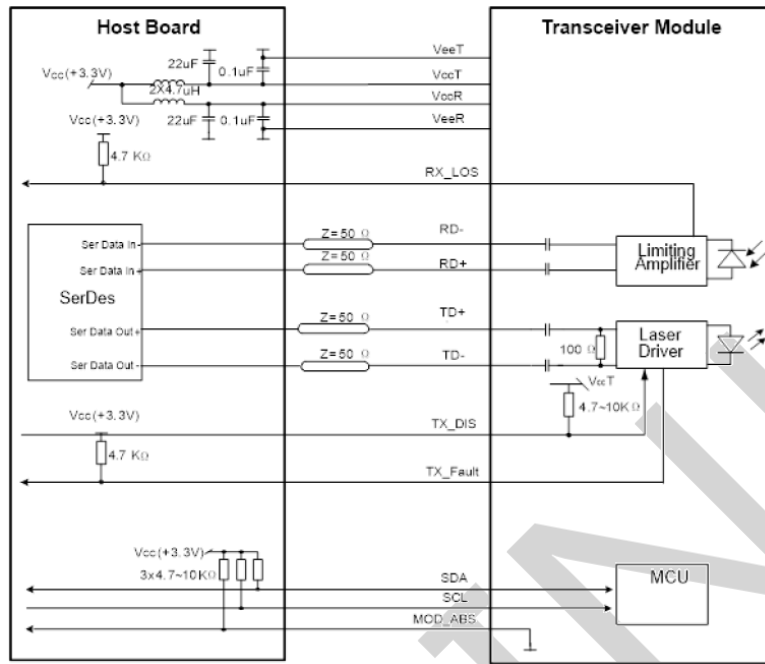 Host Board
Transceiver Module
VeeT
22uF
0.1uF
Vcc(+3.3V)
VccT
2X4.7uH
VccR
Vcc(+3.3V)
22uF
0.1uF
VeeR
4.7 KΩ
RX_LOS
Z=50 Ω
RD-
Ser Data In-
Z=50 Ω
Limiting
Amplifier
Ser Data In+
RD+
SerDes
Z=50 Ω
TD+
Ser Data Out +
100 Ω
Laser
Driver
Z=50 Ω
TD-
Ser Data Out -
VccT
4.7~10KΩ
Vcc(+3.3V)
TX_DIS
4.7 KΩ
TX_Fault
Vcc(+3.3V)
3x4.7~10KΩ
SDA
MCU
SCL
MOD_ABS